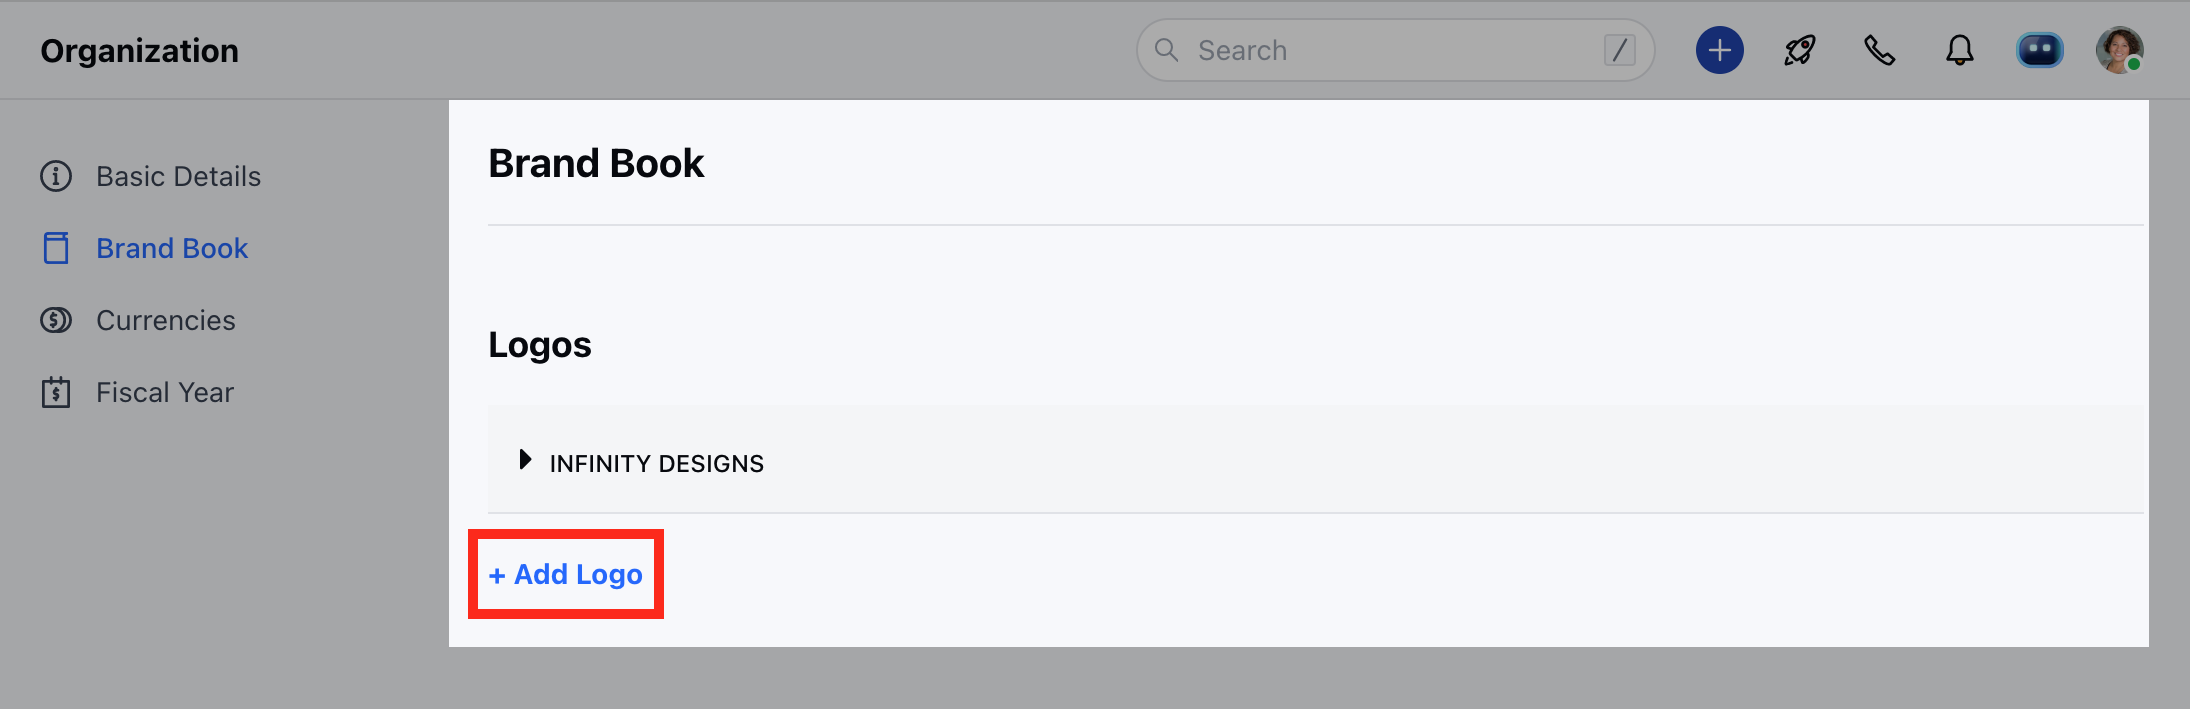 Organization
Search /
Basic Details
Brand Book
Currencies
Fiscal Year
Brand Book
Logos
INFINITY DESIGNS
+ Add Logo